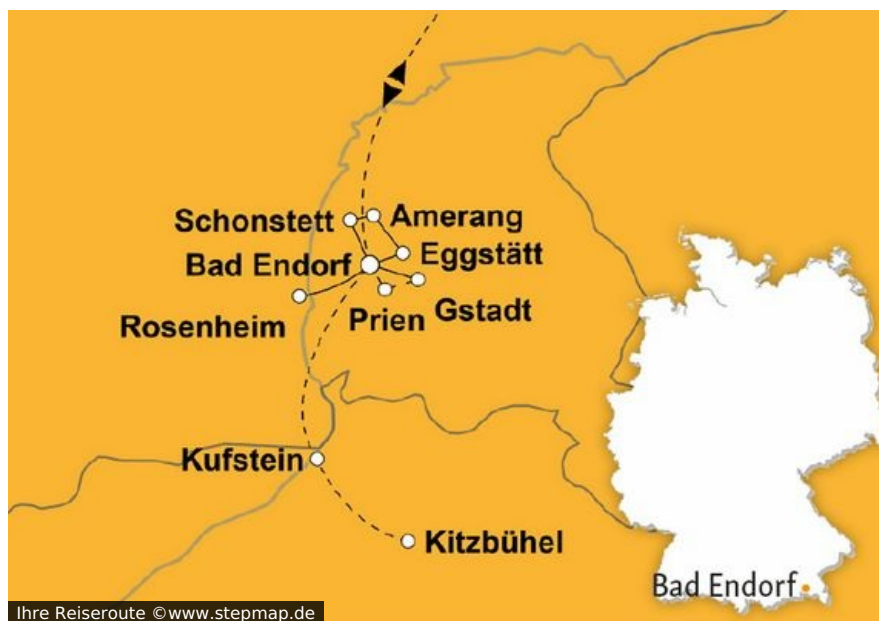 Schonstett
Amerang
Bad Endorf
Eggstätt
Rosenheim
Prien
Gstadt
Kufstein
Kitzbühel
Bad Endorf
Ihre Reiseroute ©www.stepmap.de